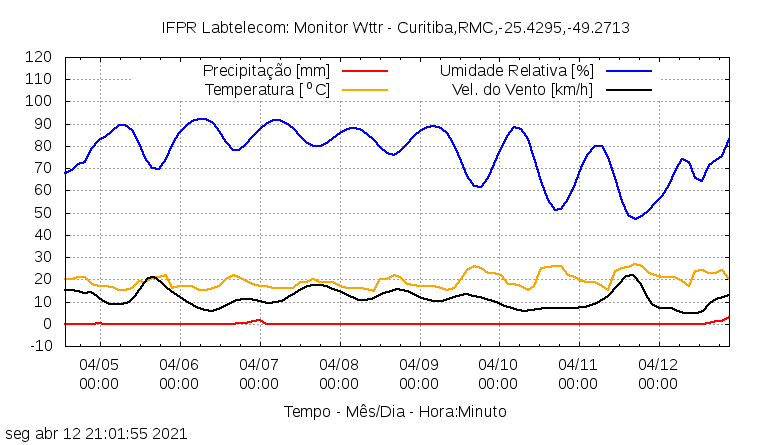 IFPR Labtelecom: Monitor Wttr - Curitiba,RMC,-25.4295,-49.2713
120
110
100
90
80
70
60
50
40
30
20
10
0
-10
Precipitação [mm]
Temperatura [⁰C]
Umidade Relativa [%]
Vel. do Vento [km/h]
04/05 04/06 04/07 04/08 04/09 04/10 04/11 04/12
00:00 00:00 00:00 00:00 00:00 00:00 00:00 00:00
Tempo - Mês/Dia - Hora:Minuto
seg abr 12 21:01:55 2021